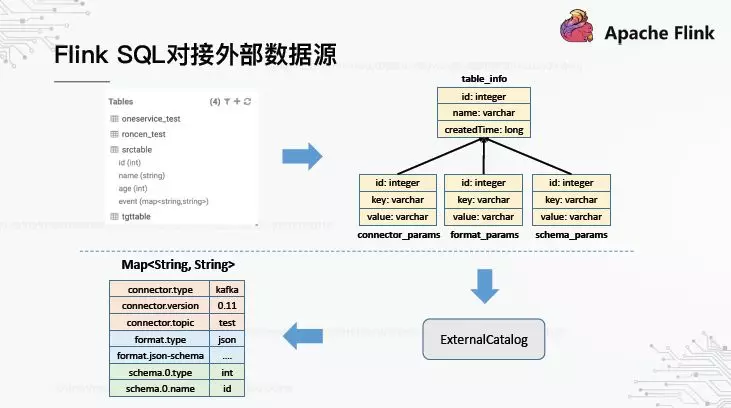 Apache Flink
Flink SQL对接外部数据源
Tables (4)
oneservice_test
roncen_test
srctable
id (int)
name (string)
age (int)
event (map<string,string>)
tgttable
table_info
id: integer
name: varchar
createdTime: long
id: integer
key: varchar
value: varchar
connector_params
id: integer
key: varchar
value: varchar
format_params
id: integer
key: varchar
value: varchar
schema_params
Map<String, String>
connector.type kafka
connector.version 0.11
connector.topic test
format.type json
format.json-schema ....
schema.0.type int
schema.0.name id
ExternalCatalog